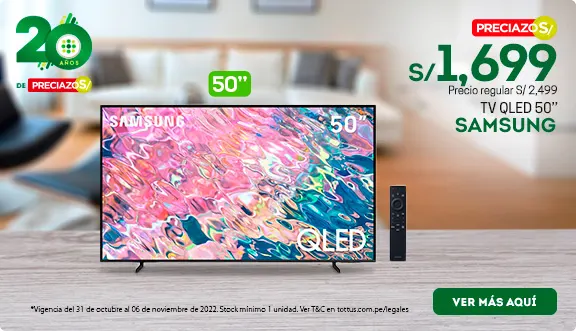 20
AÑOS
DE PRECIAZOS/
50”
SAMSUNG
50”
QLED
PRECIAZOS/
S/1,699
Precio regular S/ 2,499
TV QLED 50’’
SAMSUNG
*Vigencia del 31 de octubre al 06 de noviembre de 2022. Stock mínimo 1 unidad. Ver T&C en tottus.com.pe/legales
VER MÁS AQUÍ